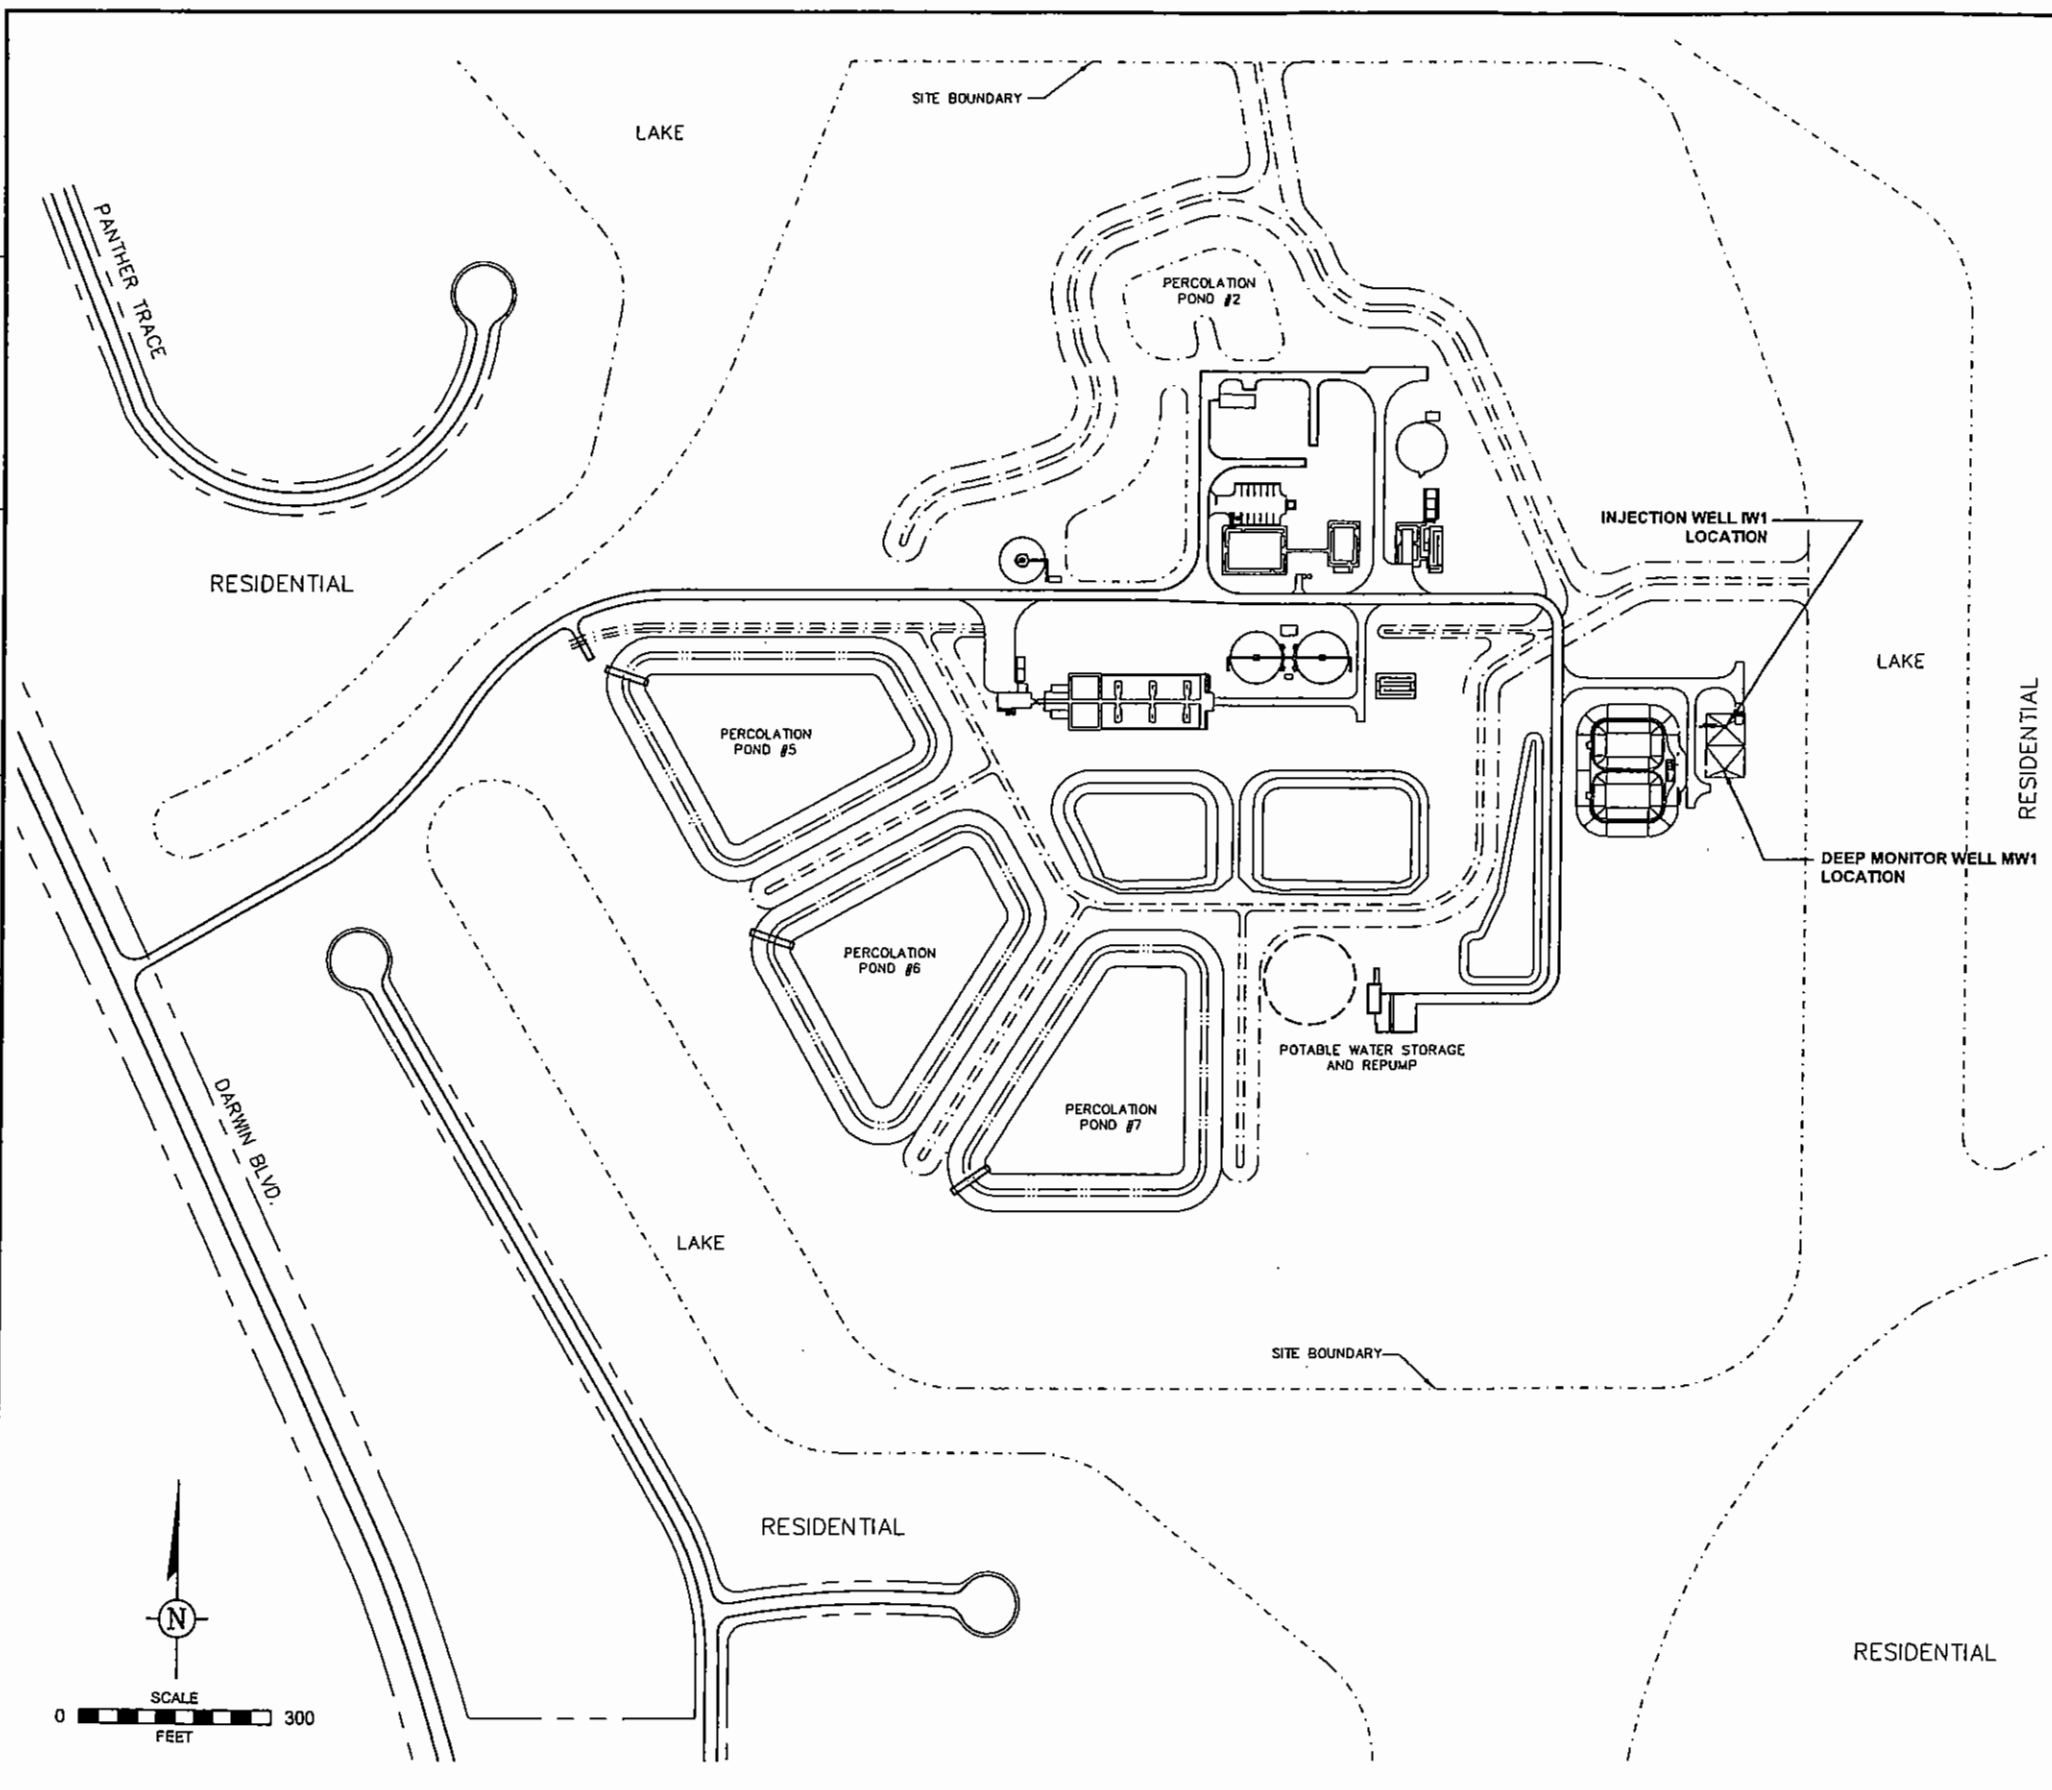 SITE BOUNDARY
LAKE
PANTHER TRACE
PERCOLATION
POND #2
INJECTION WELL IW1
LOCATION
RESIDENTIAL
LAKE
RESIDENTIAL
PERCOLATION
POND #5
DEEP MONITOR WELL MW1
LOCATION
PERCOLATION
POND #6
POTABLE WATER STORAGE
AND REPUMP
PERCOLATION
POND #7
DARWIN BLVD.
LAKE
SITE BOUNDARY
RESIDENTIAL
N
RESIDENTIAL
SCALE
0 300
FEET